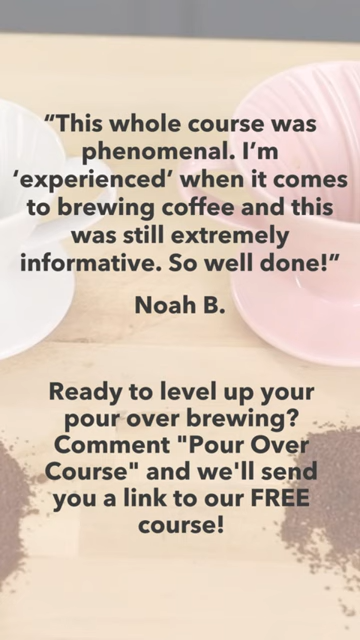 “This whole course was
phenomenal. I’m
‘experienced’ when it comes
to brewing coffee and this
was still extremely
informative. So well done!”
Noah B.
Ready to level up your
pour over brewing?
Comment "Pour Over
Course" and we'll send
you a link to our FREE
course!